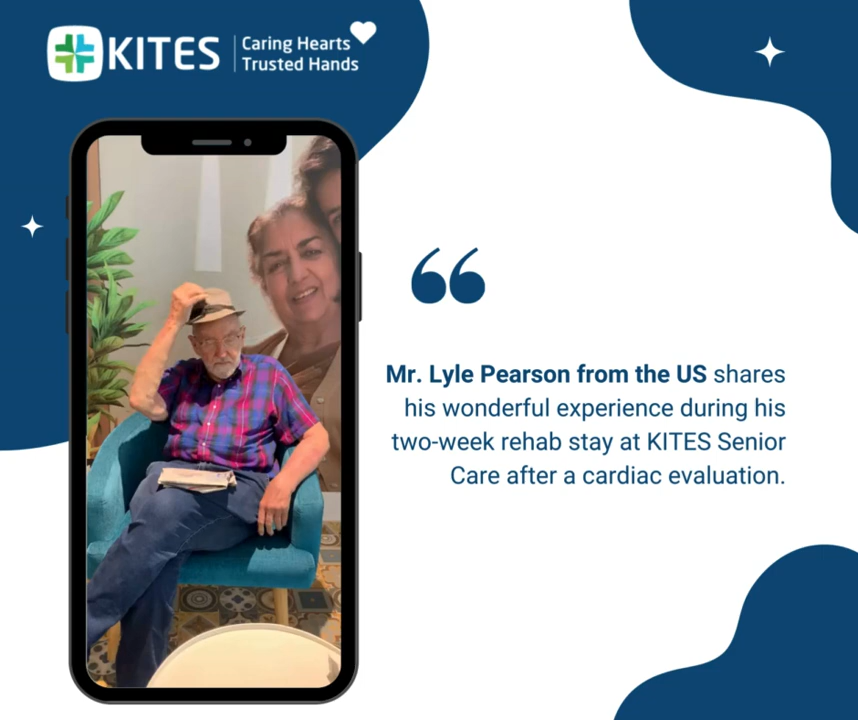 KITES
Caring Hearts
Trusted Hands
Mr. Lyle Pearson from the US shares
his wonderful experience during his
two-week rehab stay at KITES Senior
Care after a cardiac evaluation.